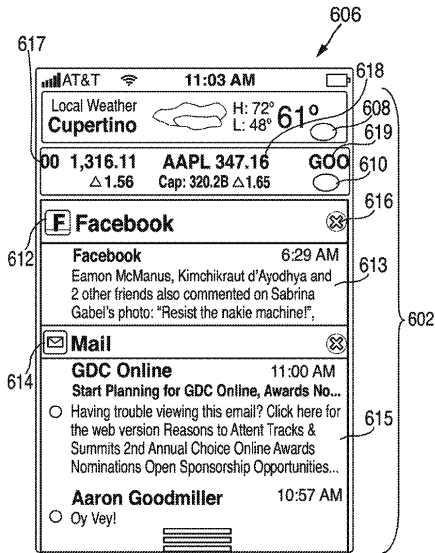 606
617
AT&T 11:03 AM
618
Local Weather
Cupertino
H: 72°
L: 48°
61°
608
619
00 1,316.11 AAPL 347.16 GOO
△1.56 Cap: 320.2B △1.65
610
616
F Facebook
612
Facebook 6:29 AM
613
Eamon McManus, Kimchikraut d'Ayodhya and
2 other friends also commented on Sabrina
Gabel's photo: "Resist the nakie machine!",
602
Mail
614
GDC Online 11:00 AM
Start Planning for GDC Online, Awards No...
Having trouble viewing this email? Click here for
the web version Reasons to Attent Tracks &
615
Summits 2nd Annual Choice Online Awards
Nominations Open Sponsorship Opportunities...
Aaron Goodmiller 10:57 AM
Oy Vey!